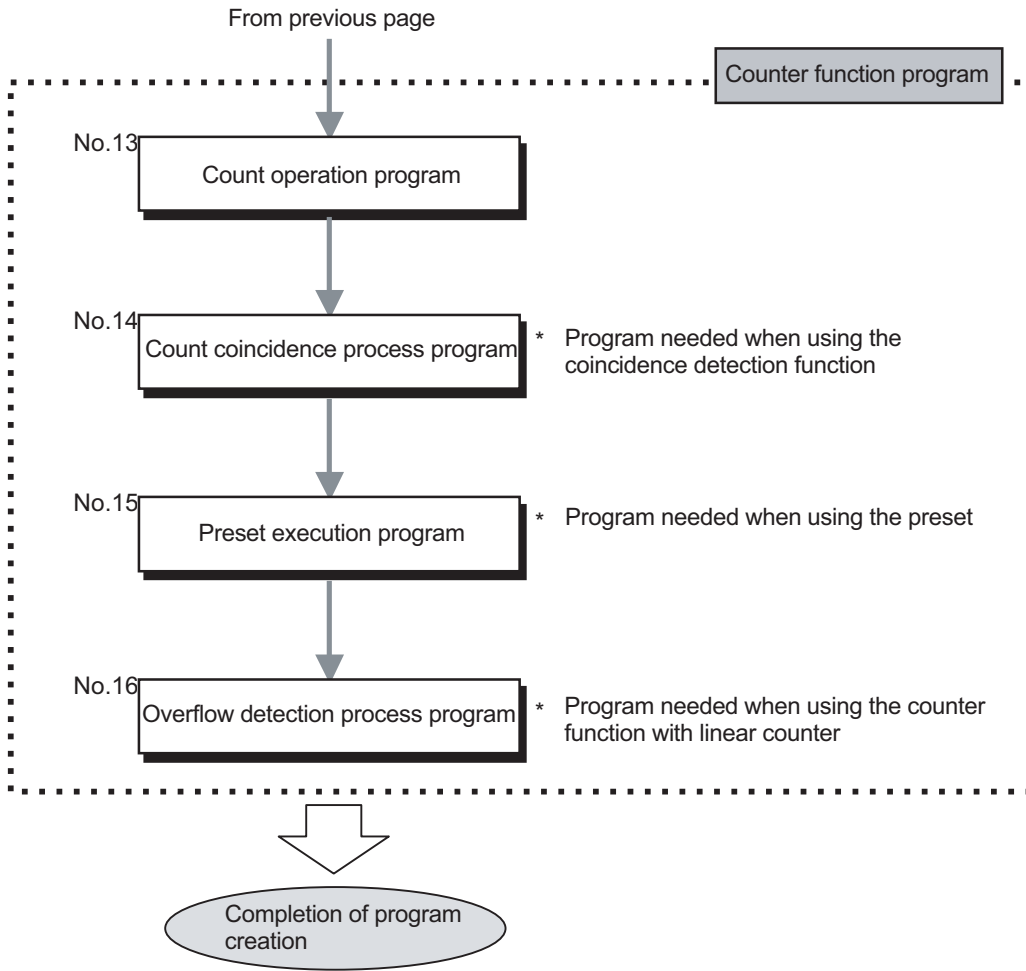 From previous page
Counter function program
No.13
Count operation program
No.14
Count coincidence process program
* Program needed when using the
coincidence detection function
No.15
Preset execution program
* Program needed when using the preset
No.16
Overflow detection process program
* Program needed when using the counter
function with linear counter
Completion of program
creation